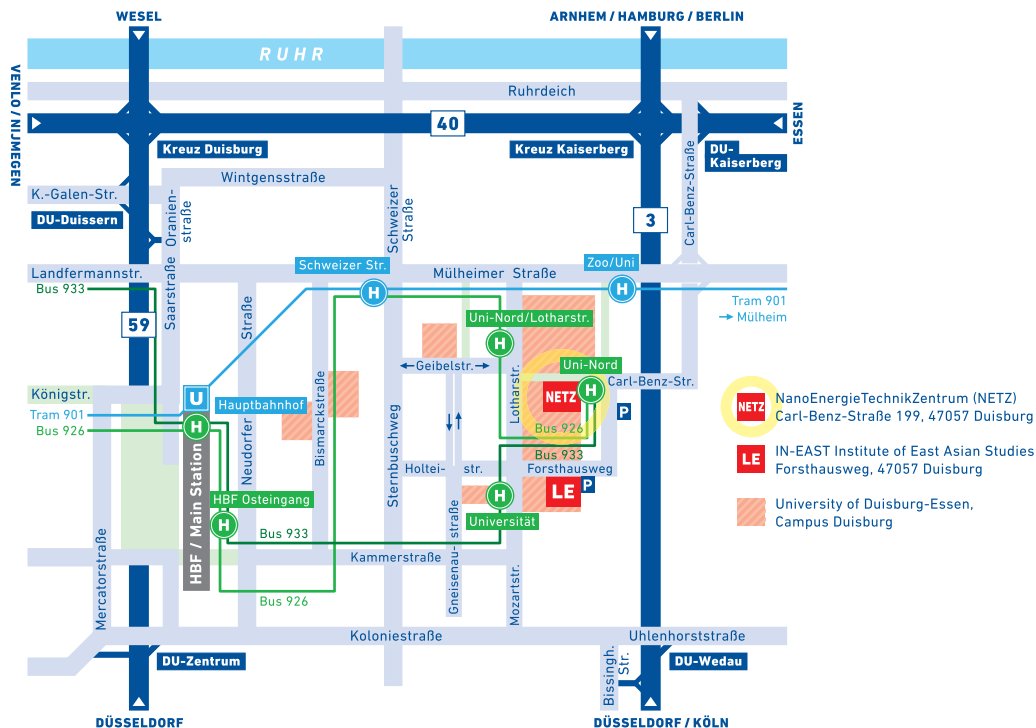 WESEL
ARNHEM / HAMBURG / BERLIN
RUHR
Ruhrdeich
VENLO / NIJMEGEN
40
ESSEN
Kreuz Duisburg
Kreuz Kaiserberg
DU-
Kaiserberg
Wintgensstraße
K.-Galen-Str.
DU-Duissern
Oranien-
straße
Schweizer
Straße
Carl-Benz-Straße
3
Landfermannstr.
Schweizer Str.
Mülheimer Straße
Zoo/Uni
Bus 933
H
H
Tram 901
→ Mülheim
Saarstraße
59
Neudorfer Straße
Uni-Nord/Lotharstr.
H
Bismarckstraße
Geibelstr.
Lotharstr.
Uni-Nord
H
Carl-Benz-Str.
Königstr.
U
Hauptbahnhof
Tram 901
Bus 926
H
NETZ
P
NETZ
NanoEnergieTechnikZentrum (NETZ)
Carl-Benz-Straße 199, 47057 Duisburg
Bus 926
Bus 933
Sternbuschweg
Holtei- str.
Forsthausweg
LE
P
LE
IN-EAST Institute of East Asian Studies
Forsthausweg, 47057 Duisburg
HBF Osteingang
H
H
Universität
University of Duisburg-Essen,
Campus Duisburg
HBF / Main Station
Bus 933
Kammerstraße
Gneisenau- straße
Mercatorstraße
Bus 926
Mozartstr.
Koloniestraße
Uhlenhorststraße
DU-Zentrum
Bissingh.
Str.
DU-Wedau
DÜSSELDORF
DÜSSELDORF / KÖLN